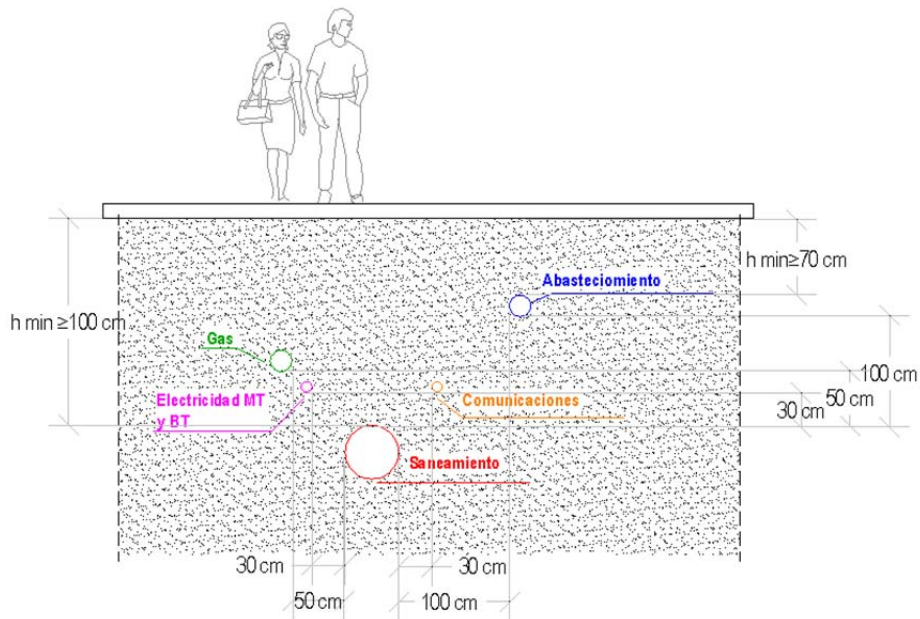 h min≥70 cm
Abasteciomiento
h min ≥100 cm
Gas
100 cm
Electricidad MT
y BT
Comunicaciones
50 cm
30 cm
Saneamiento
30 cm
30 cm
50 cm
100 cm